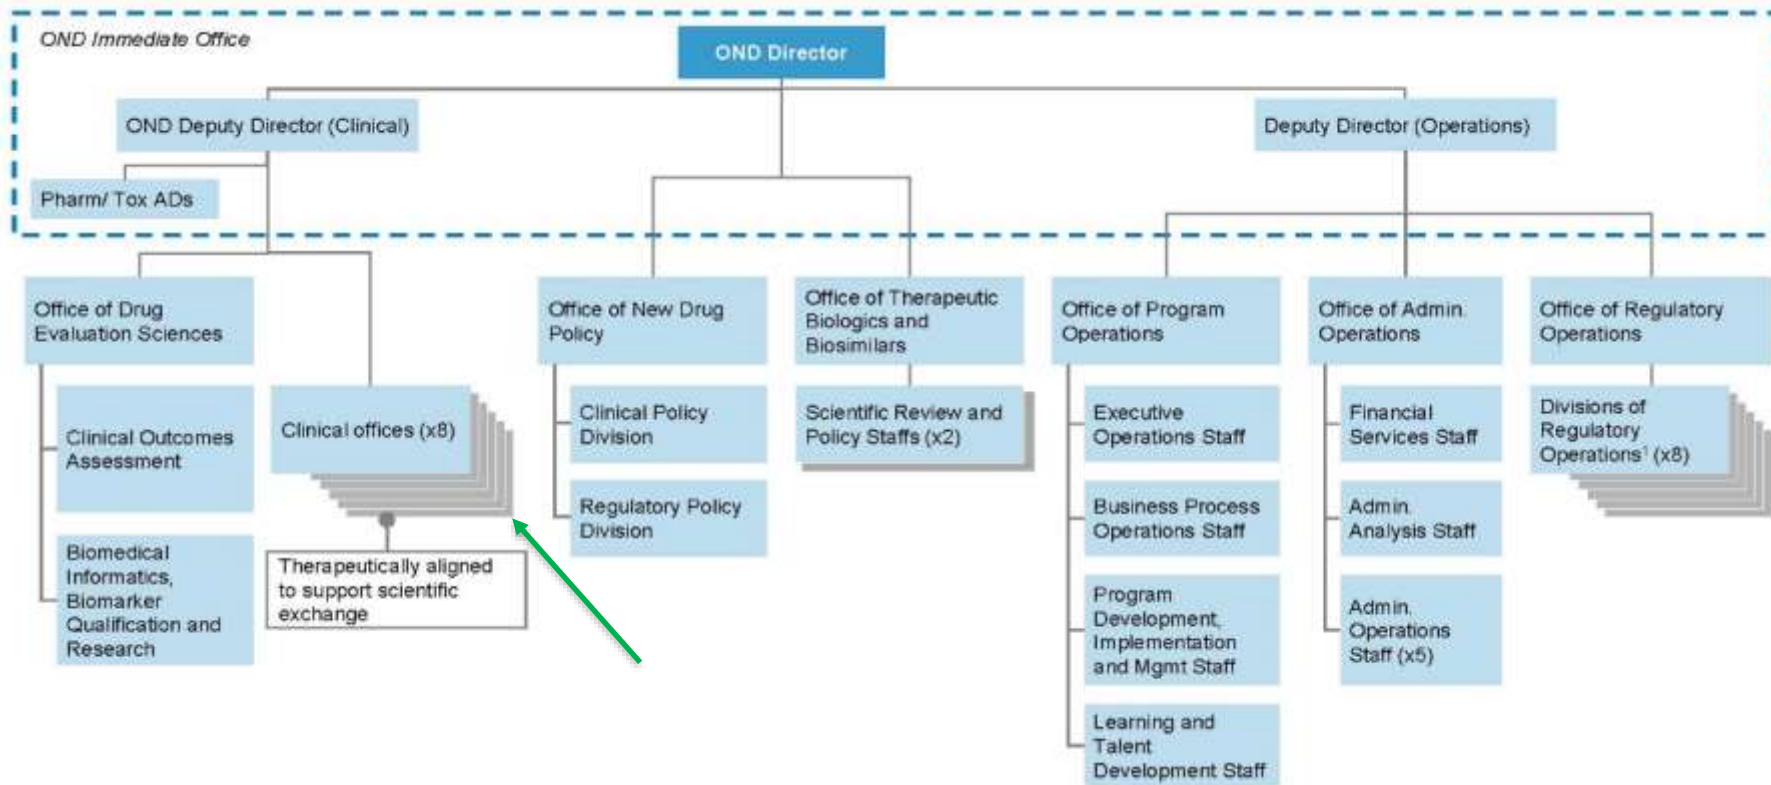 OND Immediate Office
OND Director
OND Deputy Director (Clinical)
Deputy Director (Operations)
Pharm/ Tox ADs
Office of Drug
Evaluation Sciences
Clinical Outcomes
Assessment
Biomedical
Informatics,
Biomarker
Qualification and
Research
Clinical offices (x8)
Therapeutically aligned
to support scientific
exchange
Office of New Drug
Policy
Clinical Policy
Division
Regulatory Policy
Division
Office of Therapeutic
Biologics and
Biosimilars
Scientific Review and
Policy Staffs (x2)
Office of Program
Operations
Executive
Operations Staff
Business Process
Operations Staff
Program
Development,
Implementation
and Mgmt Staff
Learning and
Talent
Development Staff
Office of Admin.
Operations
Financial
Services Staff
Admin.
Analysis Staff
Admin.
Operations
Staff (x5)
Office of Regulatory
Operations
Divisions of
Regulatory
Operations¹ (x8)